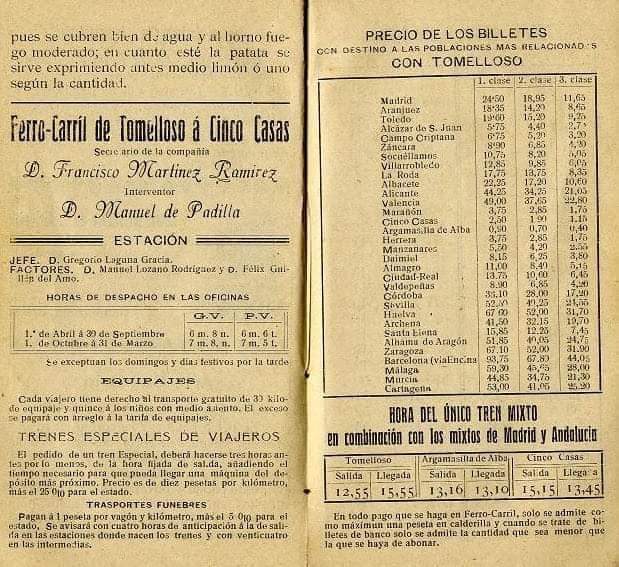 pues se cubren bien de agua y al horno fue-
go moderado; en cuanto esté la patata se
sirve exprimiendo antes medio limón ó uno
según la cantidad.
Ferro-Carril de Tomelloso á Cinco Casas
Secretario de la compañía
D. Francisco Martínez Ramírez
Interventor
D. Manuel de Padilla
ESTACIÓN
JEFE. D. Gregorio Laguna Gracia.
FACTORES. D. Manuel Lozano Rodríguez y D. Félix Gui-
llén del Amo.
HORAS DE DESPACHO EN LAS OFICINAS
G.V. P.V.
1.º de Abril á 30 de Septiembre 6 m. 8 n. 6 m. 6 t.
1. de Octubre á 31 de Marzo 7 m. 8. n. 7 m. 5 t.
Se exceptuan los domingos y días festivos por la tarde
EQUIPAJES
Cada viajero tiene derecho al transporte gratuito de 30 kilo-
de equipaje y quince á los niños con medio asiento. El exceso
se pagará con arreglo à la tarifa de equipajes.
TRENES ESPECIALES DE VIAJEROS
El pedido de un tren Especial, deberá hacerse tres horas an-
tes por lo menos, de la hora fijada de salida, añadiendo el
tiempo necesario para que pueda llegar una máquina del de-
pósito más próximo. Precio es de diez pesetas por kilómetro,
más el 25 0|0 para el estado.
TRASPORTES FUNEBRES
Pagan á 1 peseta por vagón y kilómetro, más el 5 0|0 para el
estado, Se avisará con cuatro horas de anticipación á la de sali-
da en las estaciones donde nacen los trenes y con venticuatro
en las intermedias.
PRECIO DE LOS BILLETES
CON DESTINO A LAS POBLACIONES MAS RELACIONADAS
CON TOMELLOSO
1. clase 2. clase 3. clase
Madrid 24'50 18,95 11,65
Aranjuez 18'35 14,20 8,65
Toledo 19'60 15,20 9,25
Alcázar de S. Juan 5'75 4,40
Campo Criptana 6'75 5,20 3,20
Záncara 8'90 6,85 4,20
Socuéllamos 10,75 8,20 5,05
Villarrobledo 12,85 9,85 6,05
La Roda 17,75 13,75 8,35
Albacete 22,25 17,20 10,60
Alicante 44,25 34,25 21,05
Valencia 49,00 37,65 22,80
Marañón 3,75 2,85 1,75
Cinco Casas 2,50 1,90 1,15
Argamasilla de Alba 0,90 0,70 0,40
Herrera 3,75 2,85 1,75
Manzanares 5,50 4,20 2,55
Daimiel 8,15 6,25 3,80
Almagro 11,00 8,40 5,15
Ciudad-Real 13,75 10,60 6,45
Valdepeñas 8,90 6,85 4,20
Córdoba 35,10 28,00 17,20
Sevilla 52,50
Huelva 67,60 52,00 31,70
Archena 41,50 32,15 19,70
Santa Elena 15,85 12,25 7,45
Alhama de Aragón 51,85 40,05 24,75
Zaragoza 67,10 52,00 31,90
Barcelona (via Encina 93,75 67,80 44,05
Málaga 59,30 45,65 28,00
Murcia 44,85 34,75 21,30
Cartagena 53,00 41,05 25,20
HORA DEL ÚNICO TREN MIXTO
en combinación con los mixtos de Madrid y Andalucia
Tomelloso Argamasilla de Alba Cinco Casas
Salida Llegada Salida Llegada Salida Llegada
12,55 15,55 13,16 13,10 15,15 13,45
En todo pago que se haga en Ferro-Carril, solo se admite co-
mo máximun una peseta en calderilla y cuando se trate de bi-
lletes de banco solo se admite la cantidad que sea menor que
la que se haya de abonar.